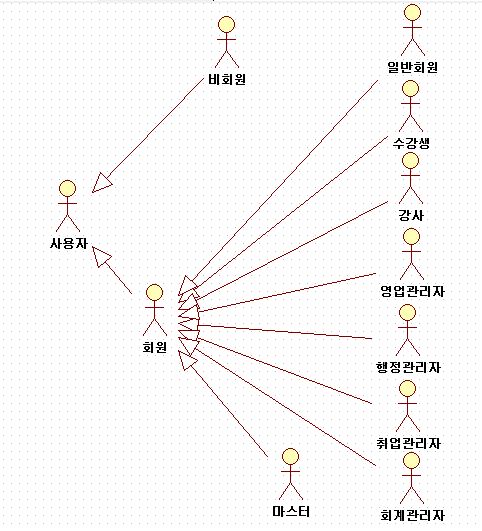 비회원
일반회원
수강생
강사
사용자
영업관리자
회원
행정관리자
취업관리자
마스터
회계관리자